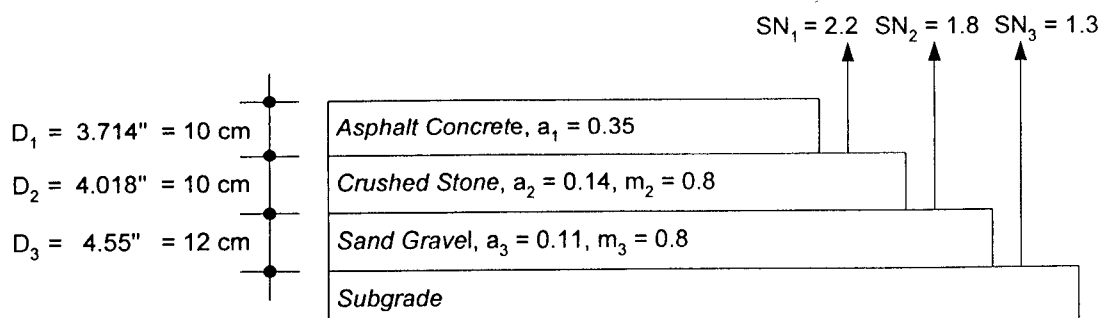 SN₁ = 2.2 SN₂ = 1.8 SN₃ = 1.3
D₁ = 3.714" = 10 cm
Asphalt Concrete, a₁ = 0.35
D₂ = 4.018" = 10 cm
Crushed Stone, a₂ = 0.14, m₂ = 0.8
D₃ = 4.55" = 12 cm
Sand Gravel, a₃ = 0.11, m₃ = 0.8
Subgrade